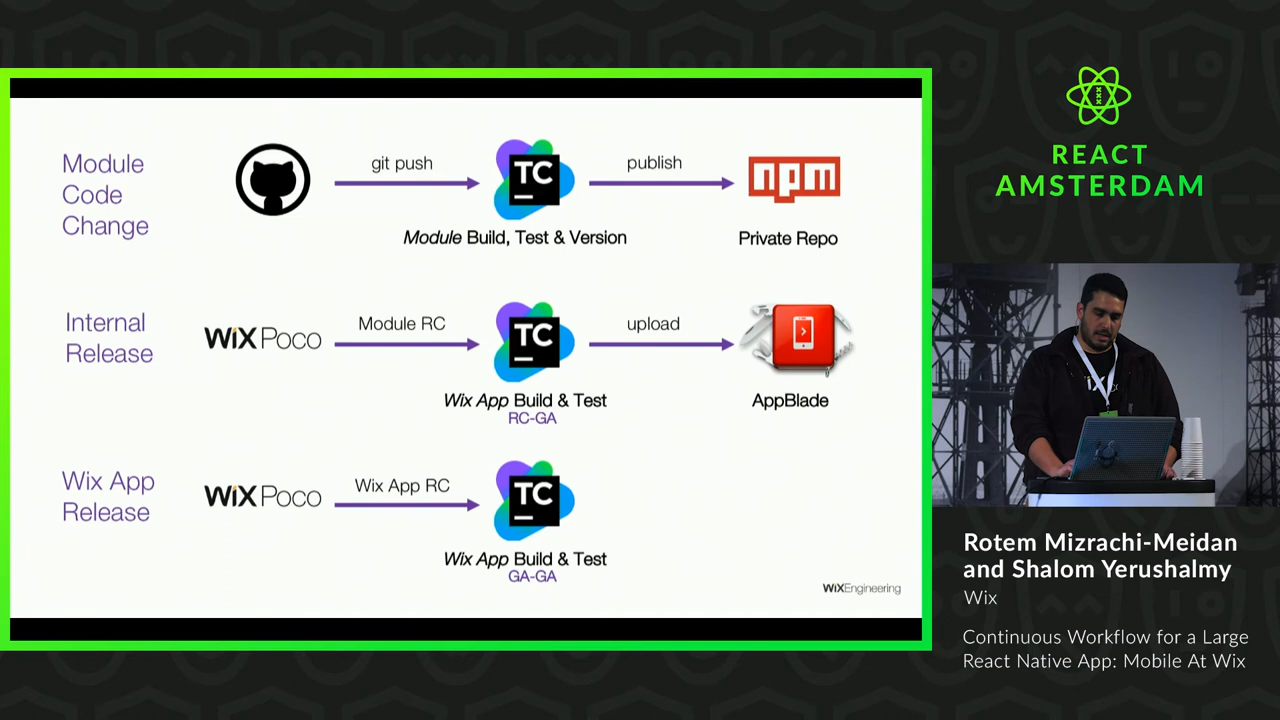 Module
Code
Change
git push
TC
publish
npm
Module Build, Test & Version
Private Repo
Internal
Release
WiX Poco
Module RC
TC
upload
Wix App Build & Test
RC-GA
AppBlade
Wix App
Release
WiX Poco
Wix App RC
TC
Wix App Build & Test
GA-GA
WiXEngineering
REACT
AMSTERDAM
Rotem Mizrachi-Meidan
and Shalom Yerushalmy
Wix
Continuous Workflow for a Large
React Native App: Mobile At Wix